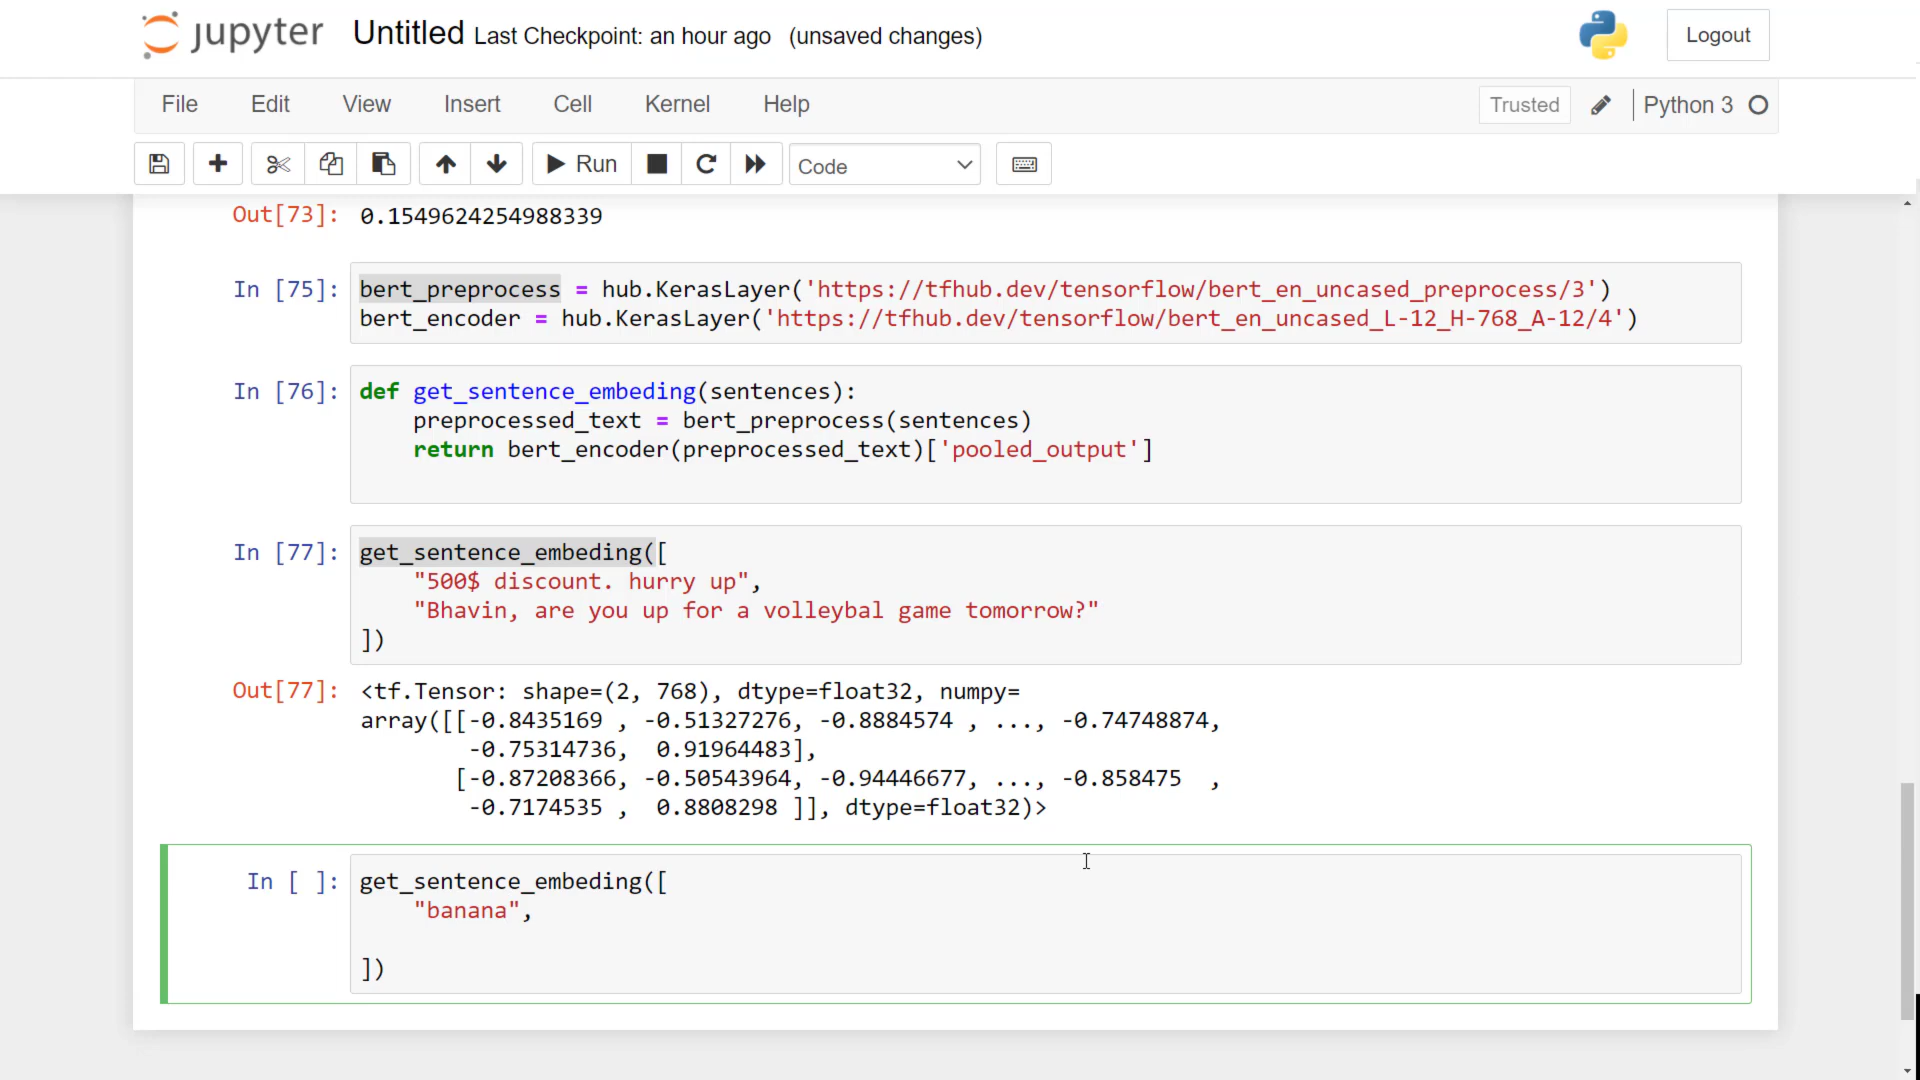 jupyter Untitled Last Checkpoint: an hour ago (unsaved changes) Logout
File Edit View Insert Cell Kernel Help Trusted Python 3
Run Code
Out[73]: 0.1549624254988339
In [75]: bert_preprocess = hub.KerasLayer('https://tfhub.dev/tensorflow/bert_en_uncased_preprocess/3')
bert_encoder = hub.KerasLayer('https://tfhub.dev/tensorflow/bert_en_uncased_L-12_H-768_A-12/4')
In [76]: def get_sentence_embeding(sentences):
    preprocessed_text = bert_preprocess(sentences)
    return bert_encoder(preprocessed_text)['pooled_output']
In [77]: get_sentence_embeding([
    "500$ discount. hurry up",
    "Bhavin, are you up for a volleybal game tomorrow?"
])
Out[77]: <tf.Tensor: shape=(2, 768), dtype=float32, numpy=
array([[-0.8435169 , -0.51327276, -0.8884574 , ..., -0.74748874,
        -0.75314736,  0.91964483],
       [-0.87208366, -0.50543964, -0.94446677, ..., -0.858475  ,
        -0.7174535 ,  0.8808298 ]], dtype=float32)>
In [ ]: get_sentence_embeding([
    "banana",
])